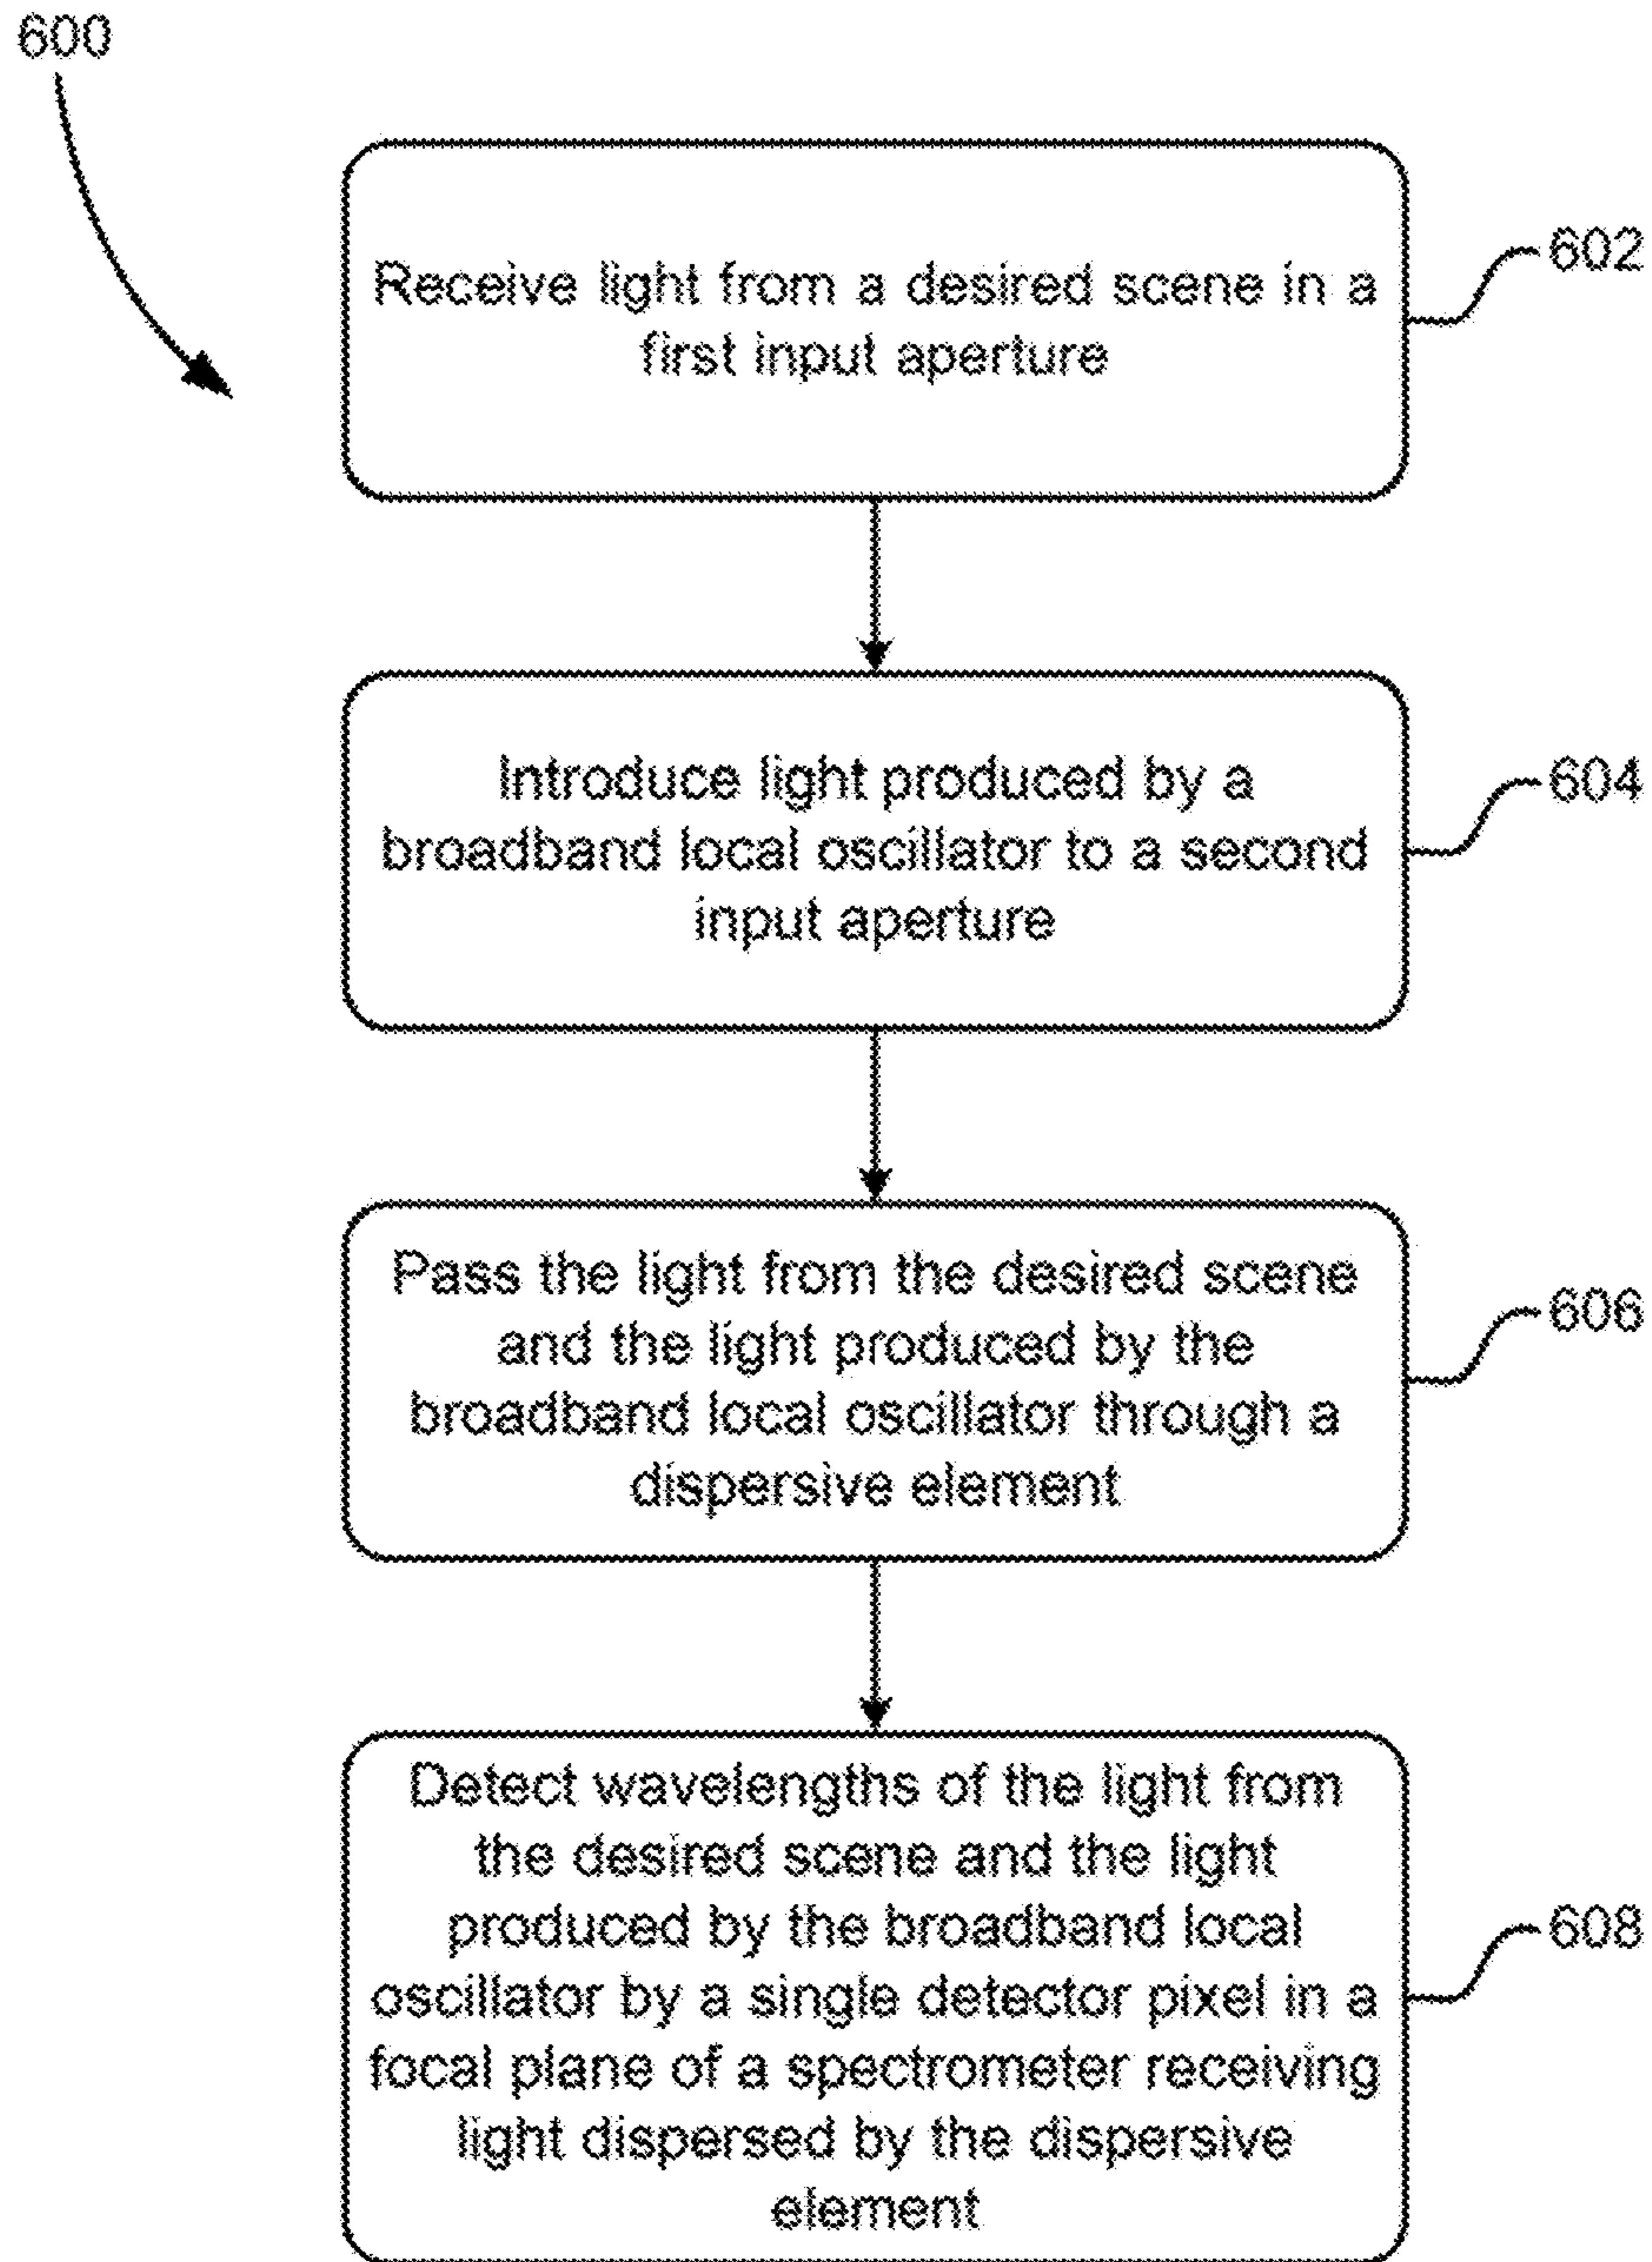 600
Receive light from a desired scene in a
first input aperture
602
Introduce light produced by a
broadband local oscillator to a second
input aperture
604
Pass the light from the desired scene
and the light produced by the
broadband local oscillator through a
dispersive element
606
Detect wavelengths of the light from
the desired scene and the light
produced by the broadband local
oscillator by a single detector pixel in a
focal plane of a spectrometer receiving
light dispersed by the dispersive
element
608